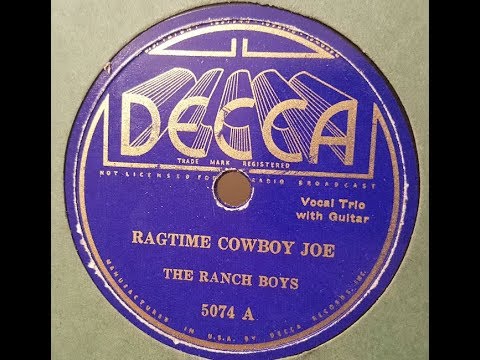 DECCA
TRADE MARK REGISTERED
NOT LICENSED FOR RADIO BROADCAST
Vocal Trio
with Guitar
RAGTIME COWBOY JOE
THE RANCH BOYS
5074 A
MANUFACTURED IN U.S.A. BY DECCA RECORDS, INC.